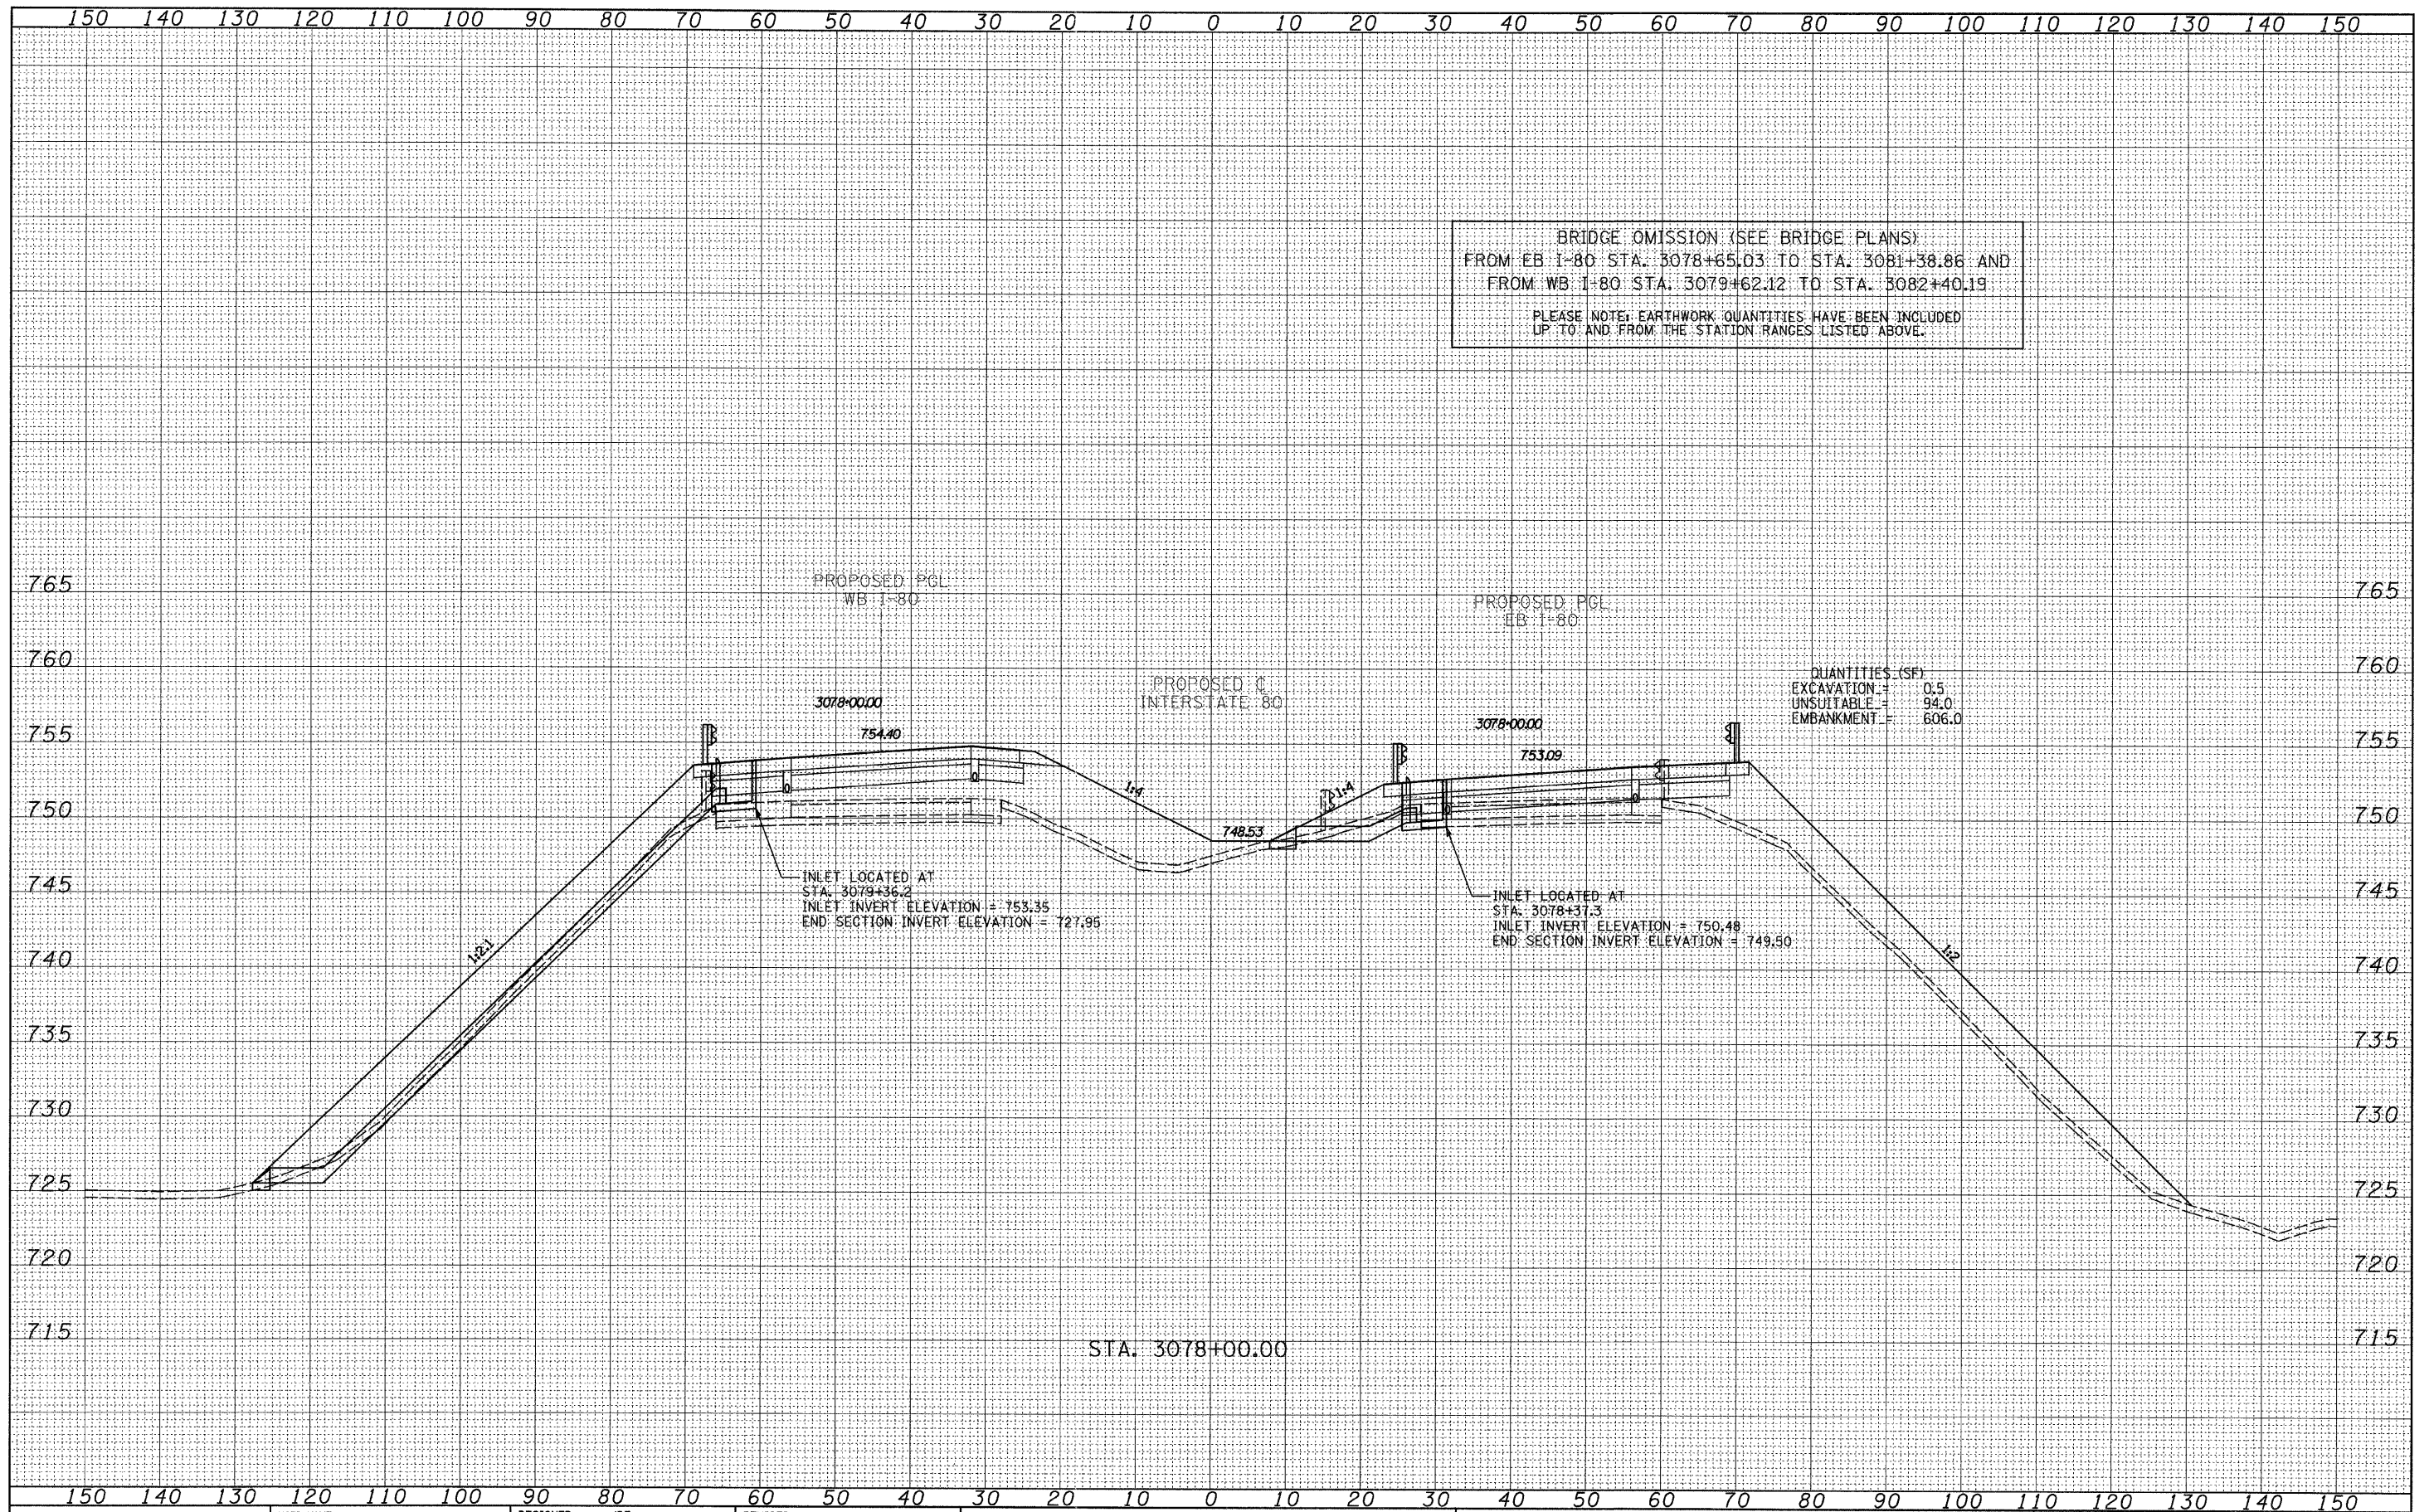 150 140 130 120 110 100 90 80 70 60 50 40 30 20 10 0 10 20 30 40 50 60 70 80 90 100 110 120 130 140 150
BRIDGE OMISSION (SEE BRIDGE PLANS)
FROM EB I-80 STA. 3078+65.03 TO STA. 3081+38.86 AND
FROM WB I-80 STA. 3079+62.12 TO STA. 3082+40.19
PLEASE NOTE: EARTHWORK QUANTITIES HAVE BEEN INCLUDED
UP TO AND FROM THE STATION RANGES LISTED ABOVE.
765 765
PROPOSED PGL
WB I-80
PROPOSED PGL
EB I-80
760 760
PROPOSED ℄
INTERSTATE 80
QUANTITIES (SF)
EXCAVATION = 0.5
UNSUITABLE = 94.0
EMBANKMENT = 606.0
3078+00.00
754.40
3078+00.00
753.09
755 755
1:4
1:4
748.53
750 750
INLET LOCATED AT
STA. 3079+36.2
INLET INVERT ELEVATION = 753.35
END SECTION INVERT ELEVATION = 727.95
INLET LOCATED AT
STA. 3078+37.3
INLET INVERT ELEVATION = 750.48
END SECTION INVERT ELEVATION = 749.50
745 745
1:2.1
1:2
740 740
735 735
730 730
725 725
720 720
715 715
STA. 3078+00.00
150 140 130 120 110 100 90 80 70 60 50 40 30 20 10 0 10 20 30 40 50 60 70 80 90 100 110 120 130 140 150